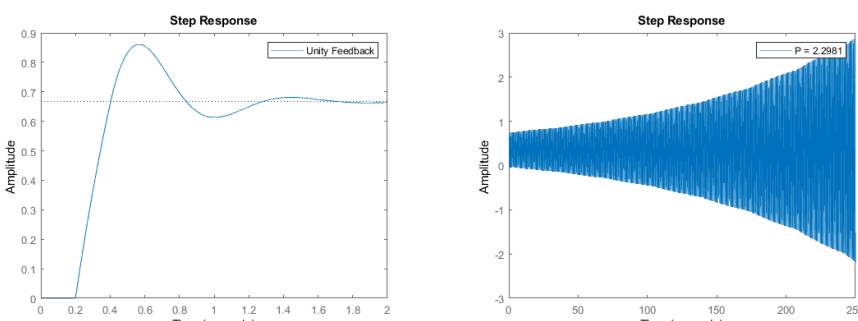 Step Response
Unity Feedback
Amplitude
0.9
0.8
0.7
0.6
0.5
0.4
0.3
0.2
0.1
0
0 0.2 0.4 0.6 0.8 1 1.2 1.4 1.6 1.8 2
Step Response
P = 2.2981
Amplitude
3
2
1
0
-1
-2
-3
0 50 100 150 200 25